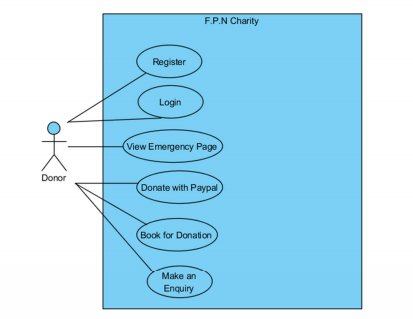 F.P.N Charity
Register
Login
View Emergency Page
Donor
Donate with Paypal
Book for Donation
Make an
Enquiry